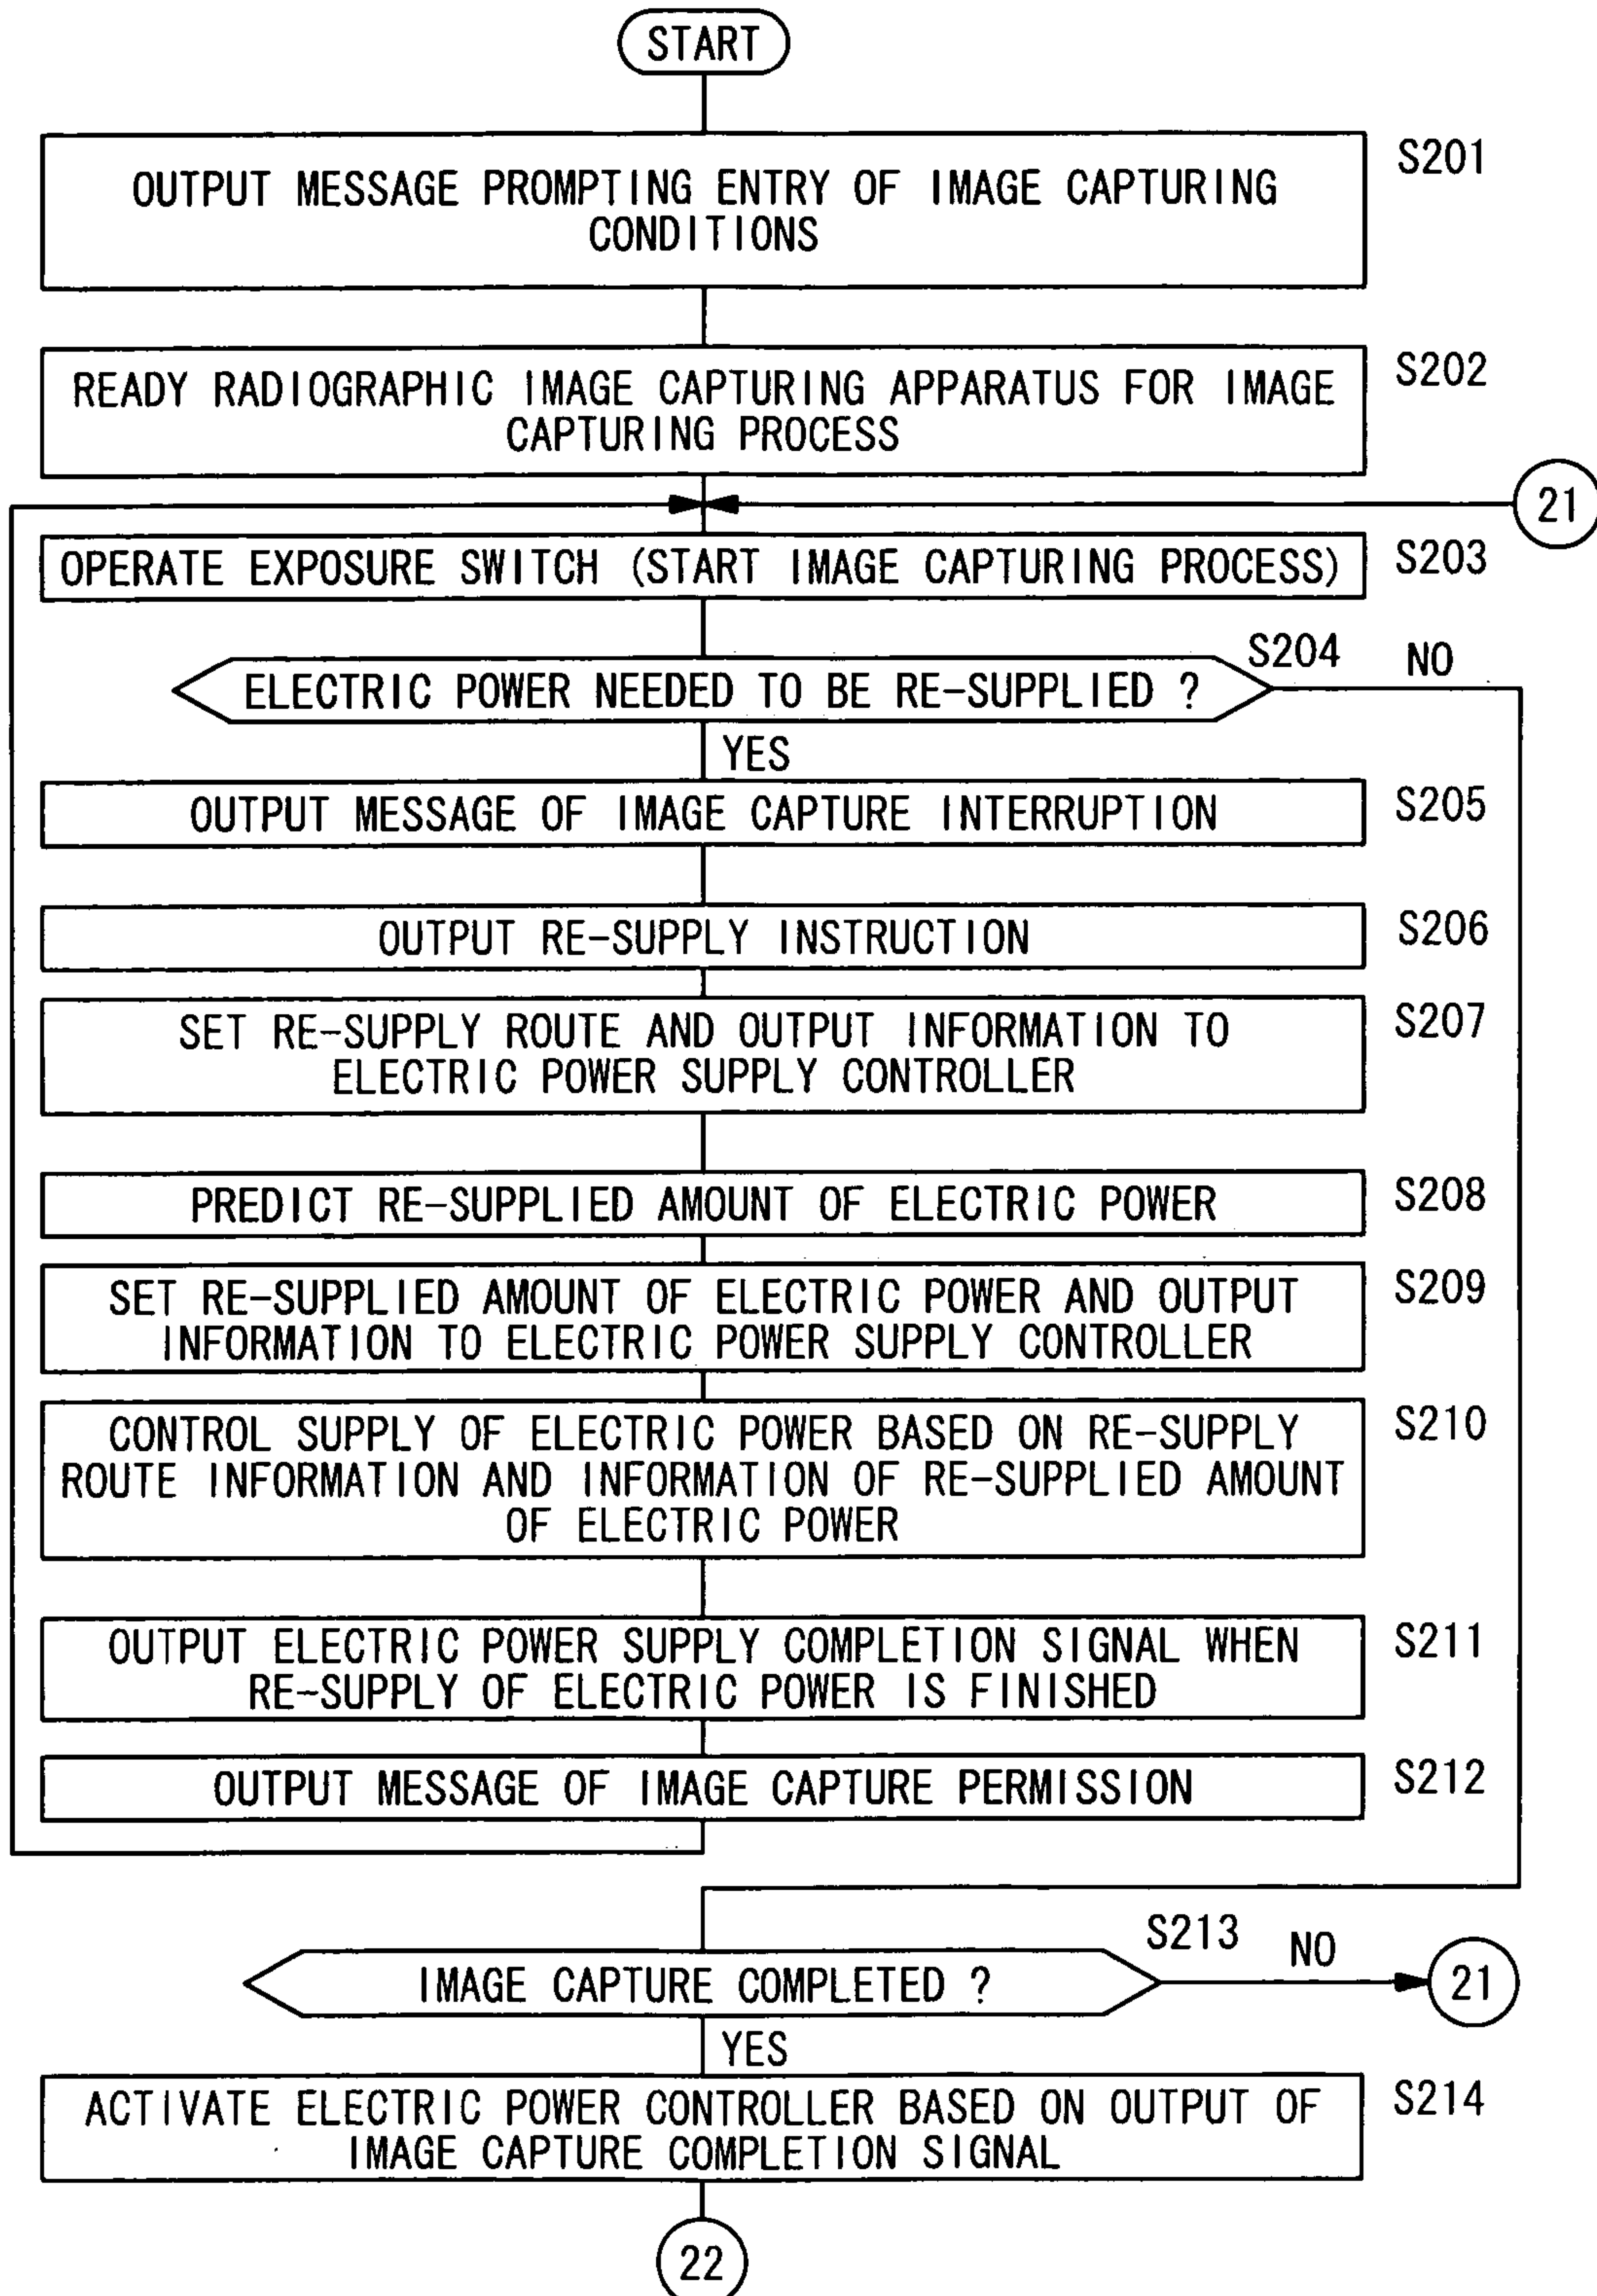 START
S201
OUTPUT MESSAGE PROMPTING ENTRY OF IMAGE CAPTURING
CONDITIONS
S202
READY RADIOGRAPHIC IMAGE CAPTURING APPARATUS FOR IMAGE
CAPTURING PROCESS
21
OPERATE EXPOSURE SWITCH (START IMAGE CAPTURING PROCESS)
S203
S204
NO
ELECTRIC POWER NEEDED TO BE RE-SUPPLIED ?
YES
OUTPUT MESSAGE OF IMAGE CAPTURE INTERRUPTION
S205
OUTPUT RE-SUPPLY INSTRUCTION
S206
SET RE-SUPPLY ROUTE AND OUTPUT INFORMATION TO
ELECTRIC POWER SUPPLY CONTROLLER
S207
PREDICT RE-SUPPLIED AMOUNT OF ELECTRIC POWER
S208
SET RE-SUPPLIED AMOUNT OF ELECTRIC POWER AND OUTPUT
INFORMATION TO ELECTRIC POWER SUPPLY CONTROLLER
S209
CONTROL SUPPLY OF ELECTRIC POWER BASED ON RE-SUPPLY
ROUTE INFORMATION AND INFORMATION OF RE-SUPPLIED AMOUNT
OF ELECTRIC POWER
S210
OUTPUT ELECTRIC POWER SUPPLY COMPLETION SIGNAL WHEN
RE-SUPPLY OF ELECTRIC POWER IS FINISHED
S211
OUTPUT MESSAGE OF IMAGE CAPTURE PERMISSION
S212
S213
NO
IMAGE CAPTURE COMPLETED ?
21
YES
ACTIVATE ELECTRIC POWER CONTROLLER BASED ON OUTPUT OF
IMAGE CAPTURE COMPLETION SIGNAL
S214
22